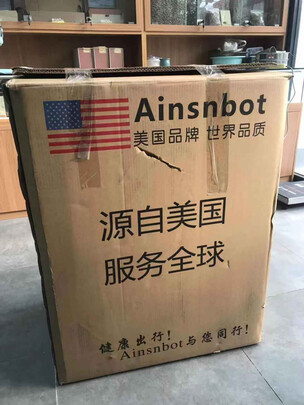 Ainsnbot
美国品牌 世界品质
源自美国
服务全球
健康出行!
Ainsnbot与您同行!